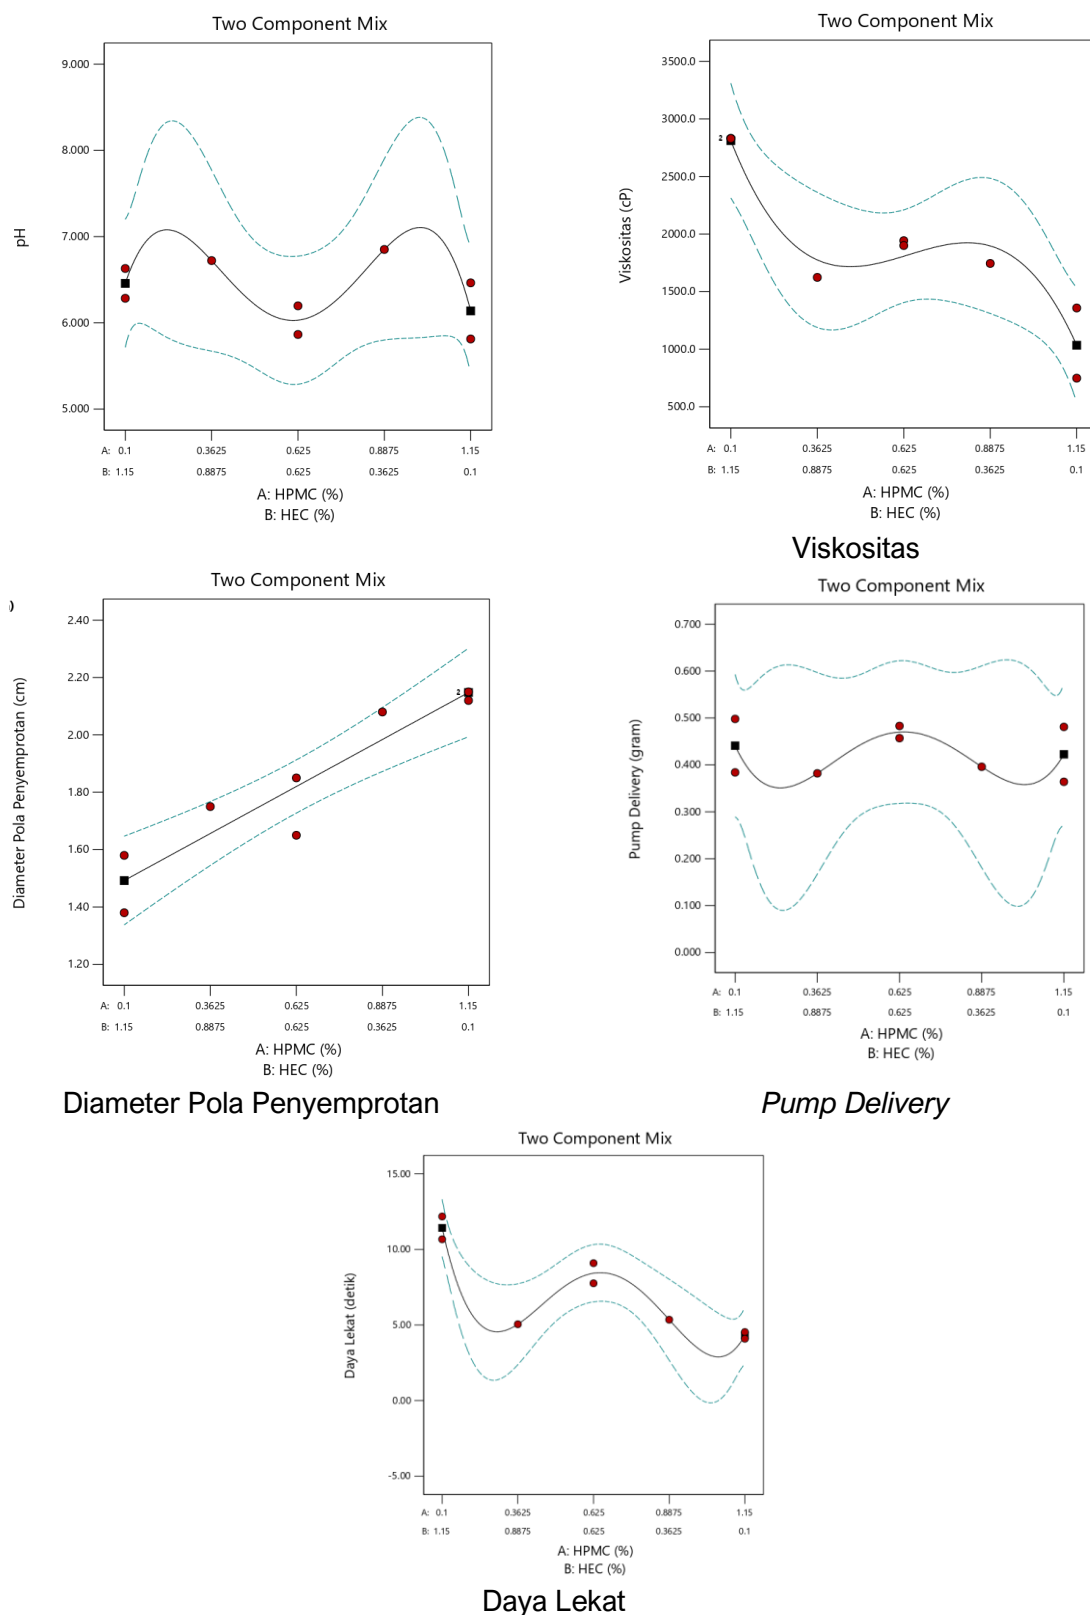 Two Component Mix
pH
9.000
8.000
7.000
6.000
5.000
A: 0.1 0.3625 0.625 0.8875 1.15
B: 1.15 0.8875 0.625 0.3625 0.1
A: HPMC (%)
B: HEC (%)
Two Component Mix
Viskositas (cP)
3500.0
3000.0
2500.0
2000.0
1500.0
1000.0
500.0
2
A: 0.1 0.3625 0.625 0.8875 1.15
B: 1.15 0.8875 0.625 0.3625 0.1
A: HPMC (%)
B: HEC (%)
Viskositas
Two Component Mix
)
Diameter Pola Penyemprotan (cm)
2.40
2.20
2.00
1.80
1.60
1.40
1.20
2
A: 0.1 0.3625 0.625 0.8875 1.15
B: 1.15 0.8875 0.625 0.3625 0.1
A: HPMC (%)
B: HEC (%)
Diameter Pola Penyemprotan
Two Component Mix
Pump Delivery (gram)
0.700
0.600
0.500
0.400
0.300
0.200
0.100
0.000
A: 0.1 0.3625 0.625 0.8875 1.15
B: 1.15 0.8875 0.625 0.3625 0.1
A: HPMC (%)
B: HEC (%)
Pump Delivery
Two Component Mix
Daya Lekat (detik)
15.00
10.00
5.00
0.00
-5.00
A: 0.1 0.3625 0.625 0.8875 1.15
B: 1.15 0.8875 0.625 0.3625 0.1
A: HPMC (%)
B: HEC (%)
Daya Lekat